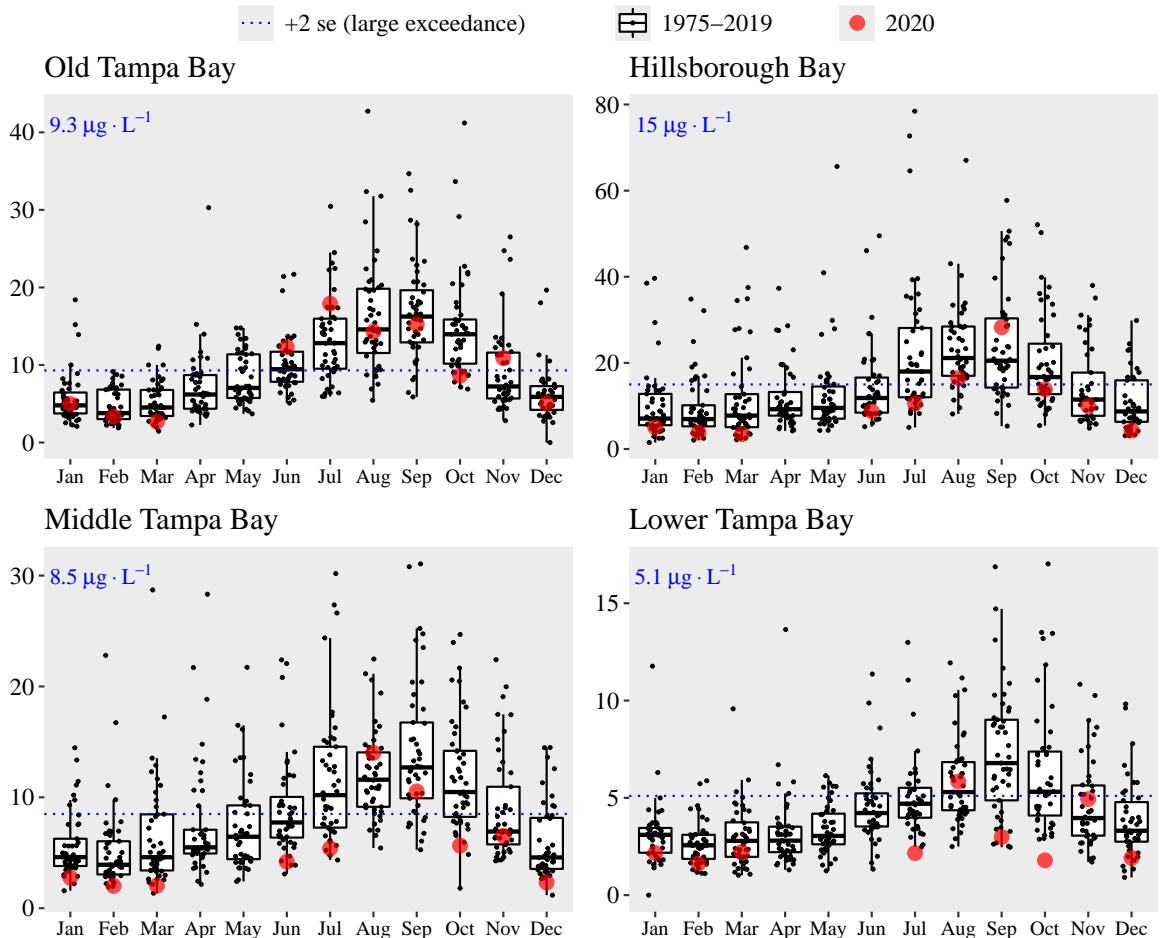 +2 se (large exceedance) 1975–2019 2020
Old Tampa Bay
9.3 μg · L⁻¹
40
30
20
10
0
Jan Feb Mar Apr May Jun Jul Aug Sep Oct Nov Dec
Hillsborough Bay
15 μg · L⁻¹
80
60
40
20
0
Jan Feb Mar Apr May Jun Jul Aug Sep Oct Nov Dec
Middle Tampa Bay
8.5 μg · L⁻¹
30
20
10
0
Jan Feb Mar Apr May Jun Jul Aug Sep Oct Nov Dec
Lower Tampa Bay
5.1 μg · L⁻¹
15
10
5
0
Jan Feb Mar Apr May Jun Jul Aug Sep Oct Nov Dec